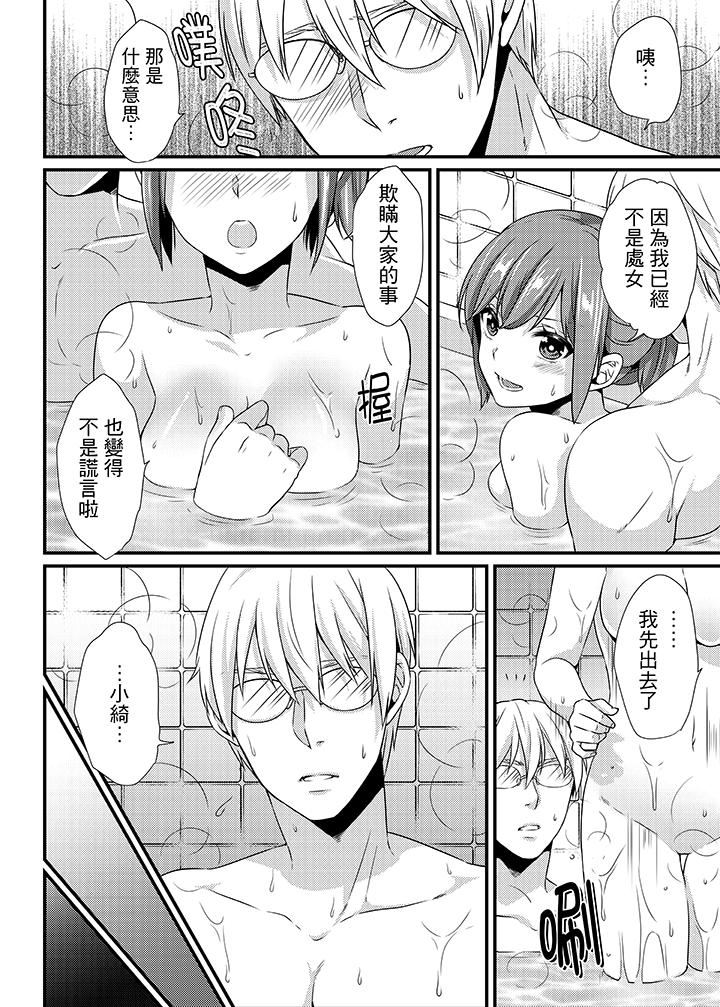 咦…
噗咚
那是
什麼意思…
因為我已經
不是處女
欺瞞大家的事
握
也變得
不是謊言啦
……
我先出去了
唰
…小綺…